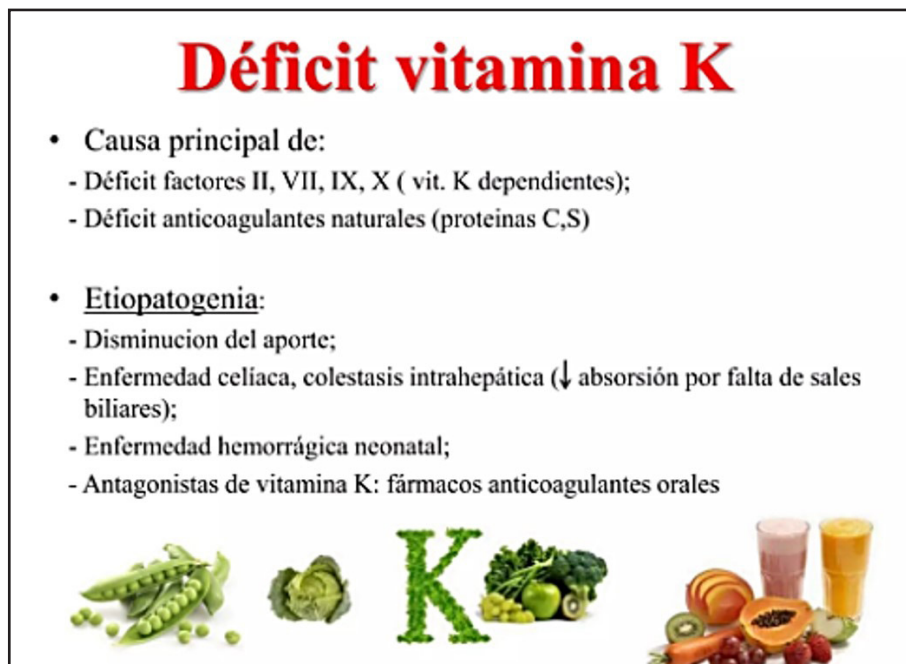 Déficit vitamina K
• Causa principal de:
- Déficit factores II, VII, IX, X ( vit. K dependientes);
- Déficit anticoagulantes naturales (proteinas C,S)
• Etiopatogenia:
- Disminucion del aporte;
- Enfermedad celíaca, colestasis intrahepática (↓ absorsión por falta de sales
biliares);
- Enfermedad hemorrágica neonatal;
- Antagonistas de vitamina K: fármacos anticoagulantes orales
K